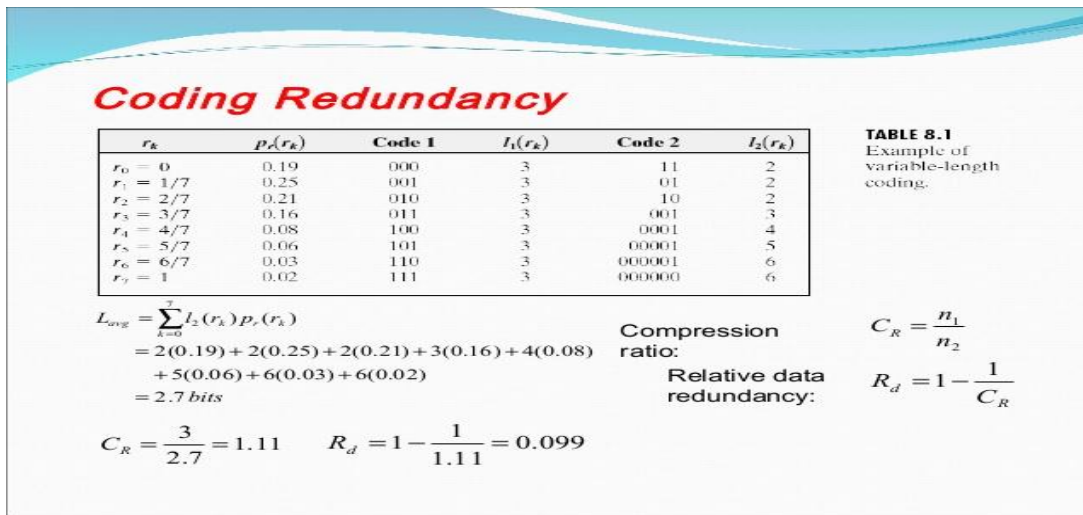 Coding Redundancy
r_k p_r(r_k) Code 1 l_1(r_k) Code 2 l_2(r_k)
r_0 = 0 0.19 000 3 11 2
r_1 = 1/7 0.25 001 3 01 2
r_2 = 2/7 0.21 010 3 10 2
r_3 = 3/7 0.16 011 3 001 3
r_4 = 4/7 0.08 100 3 0001 4
r_5 = 5/7 0.06 101 3 00001 5
r_6 = 6/7 0.03 110 3 000001 6
r_7 = 1 0.02 111 3 000000 6
TABLE 8.1
Example of
variable-length
coding.
L_avg = ∑_{k=0}^{7} l_2(r_k) p_r(r_k)
= 2(0.19) + 2(0.25) + 2(0.21) + 3(0.16) + 4(0.08)
+ 5(0.06) + 6(0.03) + 6(0.02)
= 2.7 bits
Compression
ratio:
C_R = n_1/n_2
Relative data
redundancy:
R_d = 1 − 1/C_R
C_R = 3/2.7 = 1.11 R_d = 1 − 1/1.11 = 0.099